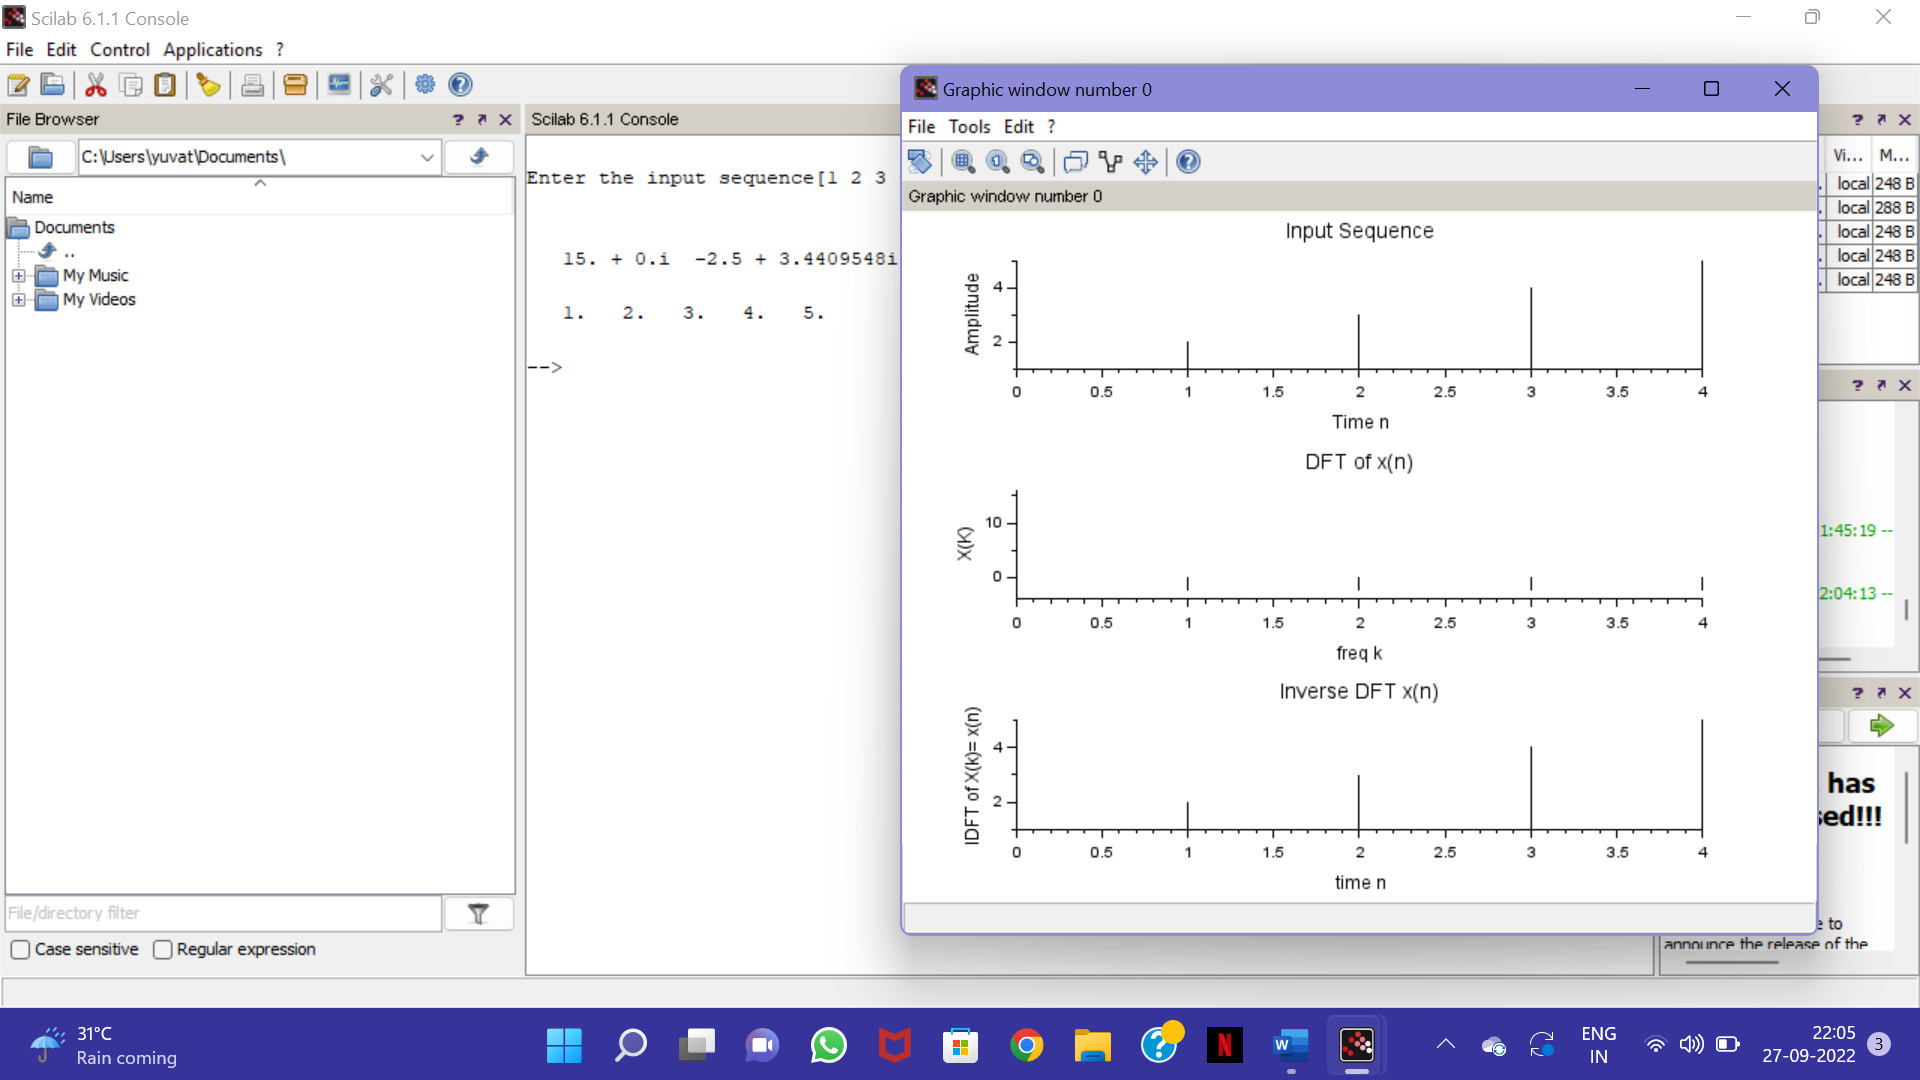 Scilab 6.1.1 Console
File Edit Control Applications ?
File Browser
C:\Users\yuvat\Documents\
Name
Documents
..
My Music
My Videos
File/directory filter
Case sensitive Regular expression
Scilab 6.1.1 Console
Enter the input sequence[1 2 3
15. + 0.i -2.5 + 3.4409548i
1. 2. 3. 4. 5.
-->
Graphic window number 0
File Tools Edit ?
Graphic window number 0
Input Sequence
Amplitude
4
2
0 0.5 1 1.5 2 2.5 3 3.5 4
Time n
DFT of x(n)
X(K)
10
0
0 0.5 1 1.5 2 2.5 3 3.5 4
freq k
Inverse DFT x(n)
IDFT of X(k)= x(n)
4
2
0 0.5 1 1.5 2 2.5 3 3.5 4
time n
Vi... M...
local 248 B
local 288 B
local 248 B
local 248 B
local 248 B
1:45:19 --
2:04:13 --
has
sed!!!
to
announce the release of the
31°C
Rain coming
ENG
IN
22:05
27-09-2022
3